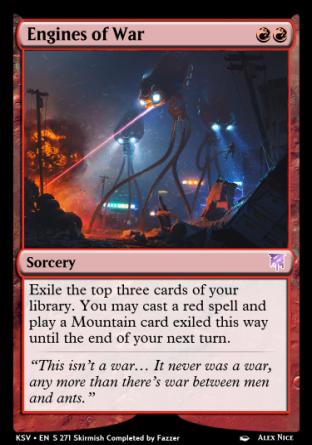 Engines of War
Sorcery
Exile the top three cards of your
library. You may cast a red spell and
play a Mountain card exiled this way
until the end of your next turn.
“This isn’t a war… It never was a war,
any more than there’s war between men
and ants.”
KSV • EN S 271 Skirmish Completed by Fazzer
Alex Nice